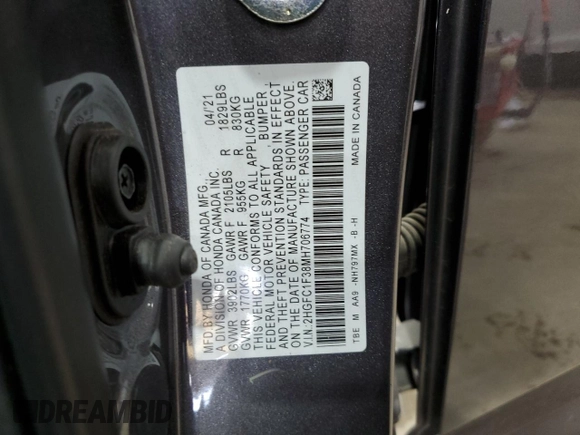 MFD.BY HONDA OF CANADA MFG. 04/21
A DIVISION OF HONDA CANADA INC.
GVWR 3902LBS GAWR F 2105LBS R 1829LBS
GVWR 1770KG GAWR F 955KG R 830KG
THIS VEHICLE CONFORMS TO ALL APPLICABLE
FEDERAL MOTOR VEHICLE SAFETY, BUMPER
AND THEFT PREVENTION STANDARDS IN EFFECT
ON THE DATE OF MANUFACTURE SHOWN ABOVE.
V.I.N.:2HGFC1F38MH706774 TYPE: PASSENGER CAR
TBE M AA9 -NH797MX -B -H MADE IN CANADA
IDREAMBID